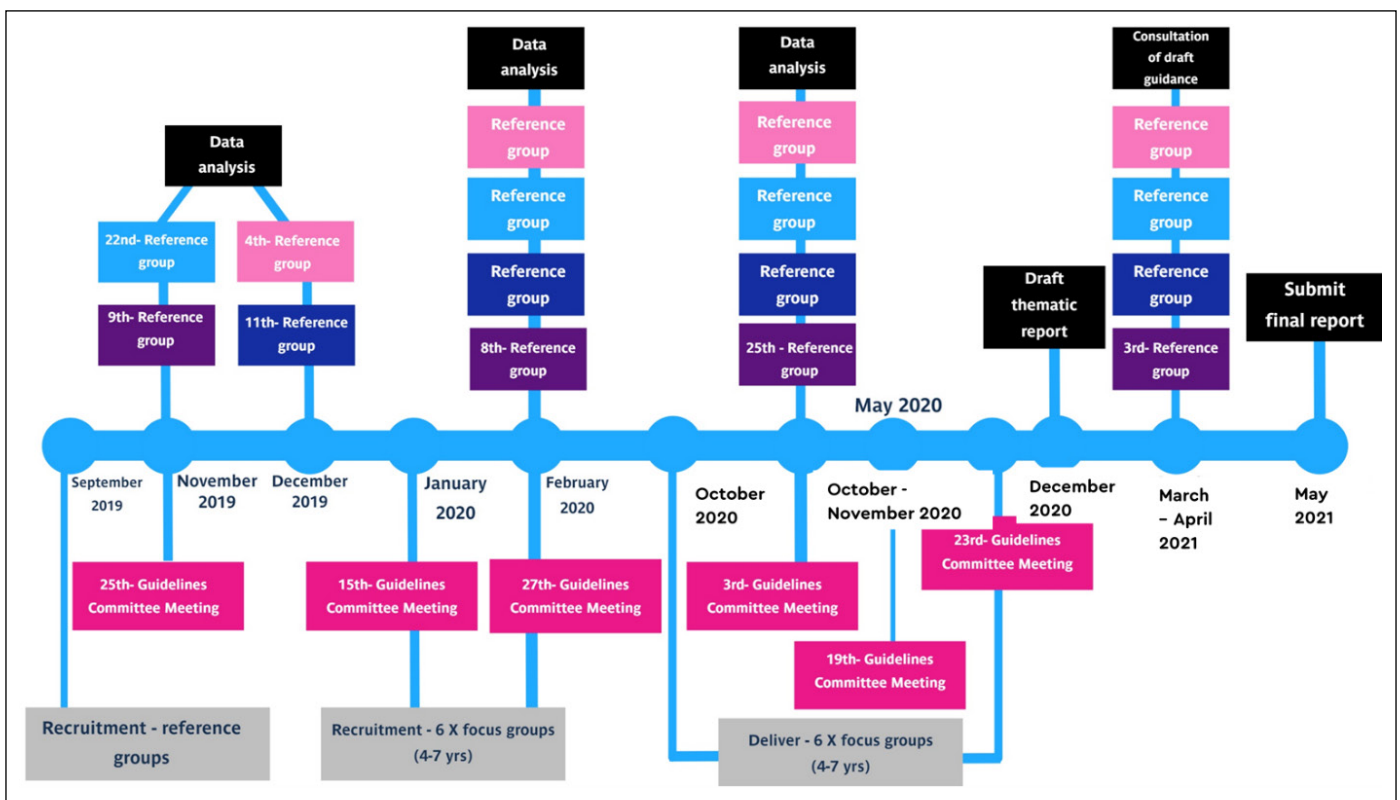 Data
analysis
22nd- Reference
group
9th- Reference
group
4th- Reference
group
11th- Reference
group
Data
analysis
Reference
group
Reference
group
Reference
group
8th- Reference
group
Data
analysis
Reference
group
Reference
group
Reference
group
25th - Reference
group
Draft
thematic
report
Consultation
of draft
guidance
Reference
group
Reference
group
Reference
group
3rd- Reference
group
Submit
final report
May 2020
September
2019
November
2019
December
2019
January
2020
February
2020
October
2020
October -
November 2020
December
2020
March
– April
2021
May
2021
25th- Guidelines
Committee Meeting
15th- Guidelines
Committee Meeting
27th- Guidelines
Committee Meeting
3rd- Guidelines
Committee Meeting
19th- Guidelines
Committee Meeting
23rd- Guidelines
Committee Meeting
Recruitment - reference
groups
Recruitment - 6 X focus groups
(4-7 yrs)
Deliver - 6 X focus groups
(4-7 yrs)